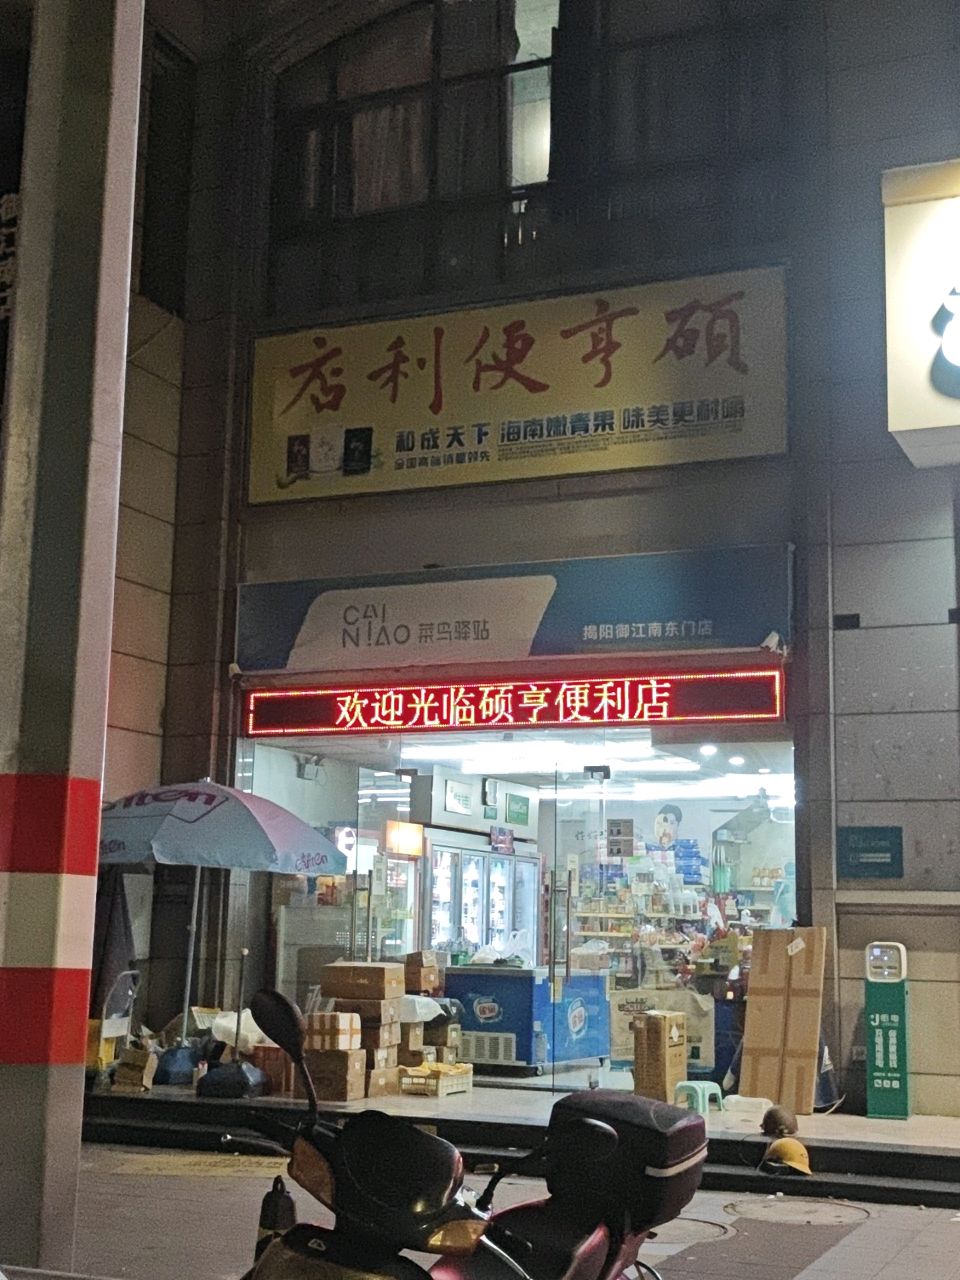 店利便亨硕
和成天下 海南嫩青果 味美更耐嚼
CAI
NIAO 菜鸟驿站
揭阳御江南东门店
欢迎光临硕亨便利店